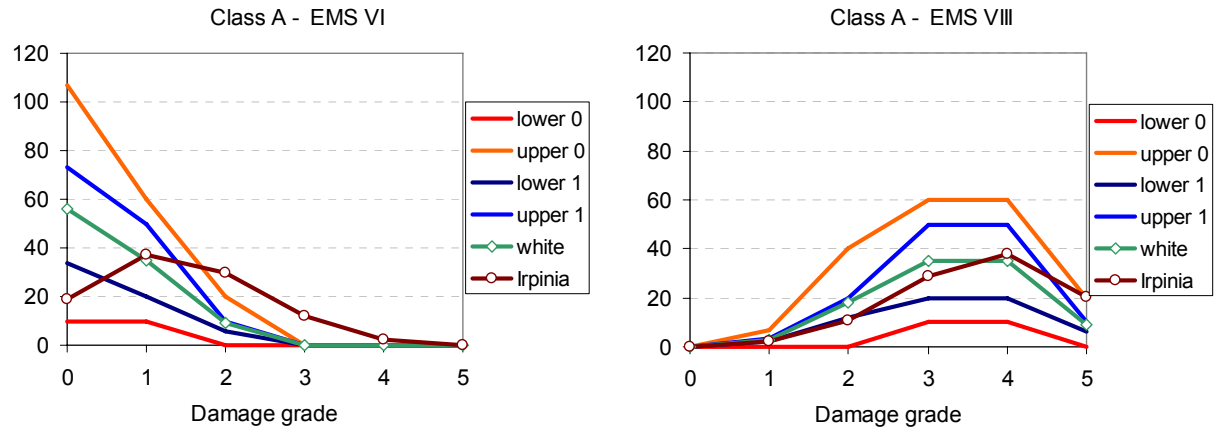 Class A - EMS VI
120
100
80
60
40
20
0
0 1 2 3 4 5
Damage grade
lower 0
upper 0
lower 1
upper 1
white
Irpinia
Class A - EMS VIII
120
100
80
60
40
20
0
0 1 2 3 4 5
Damage grade
lower 0
upper 0
lower 1
upper 1
white
Irpinia